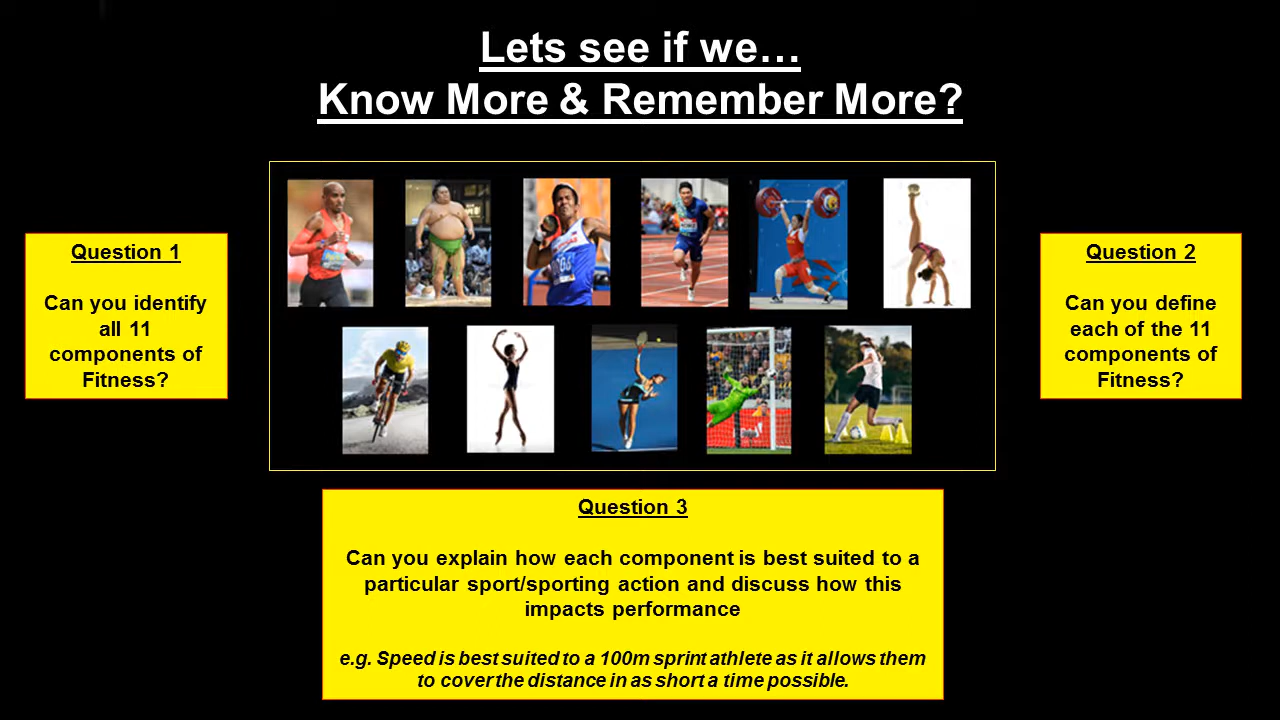 Lets see if we…
Know More & Remember More?
Question 1
Can you identify
all 11
components of
Fitness?
Question 2
Can you define
each of the 11
components of
Fitness?
Question 3
Can you explain how each component is best suited to a
particular sport/sporting action and discuss how this
impacts performance
e.g. Speed is best suited to a 100m sprint athlete as it allows them
to cover the distance in as short a time possible.